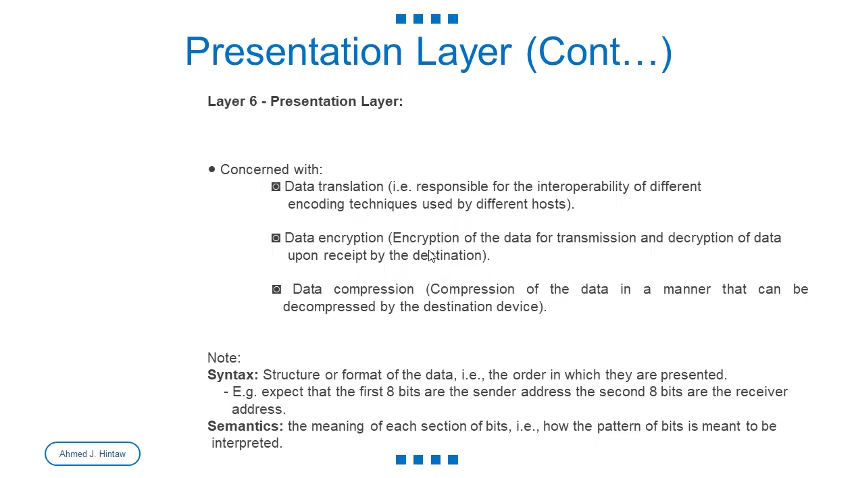 Presentation Layer (Cont…)
Layer 6 - Presentation Layer:
● Concerned with:
◙ Data translation (i.e. responsible for the interoperability of different
encoding techniques used by different hosts).
◙ Data encryption (Encryption of the data for transmission and decryption of data
upon receipt by the destination).
◙ Data compression (Compression of the data in a manner that can be
decompressed by the destination device).
Note:
Syntax: Structure or format of the data, i.e., the order in which they are presented.
- E.g. expect that the first 8 bits are the sender address the second 8 bits are the receiver
address.
Semantics: the meaning of each section of bits, i.e., how the pattern of bits is meant to be
interpreted.
Ahmed J. Hintaw